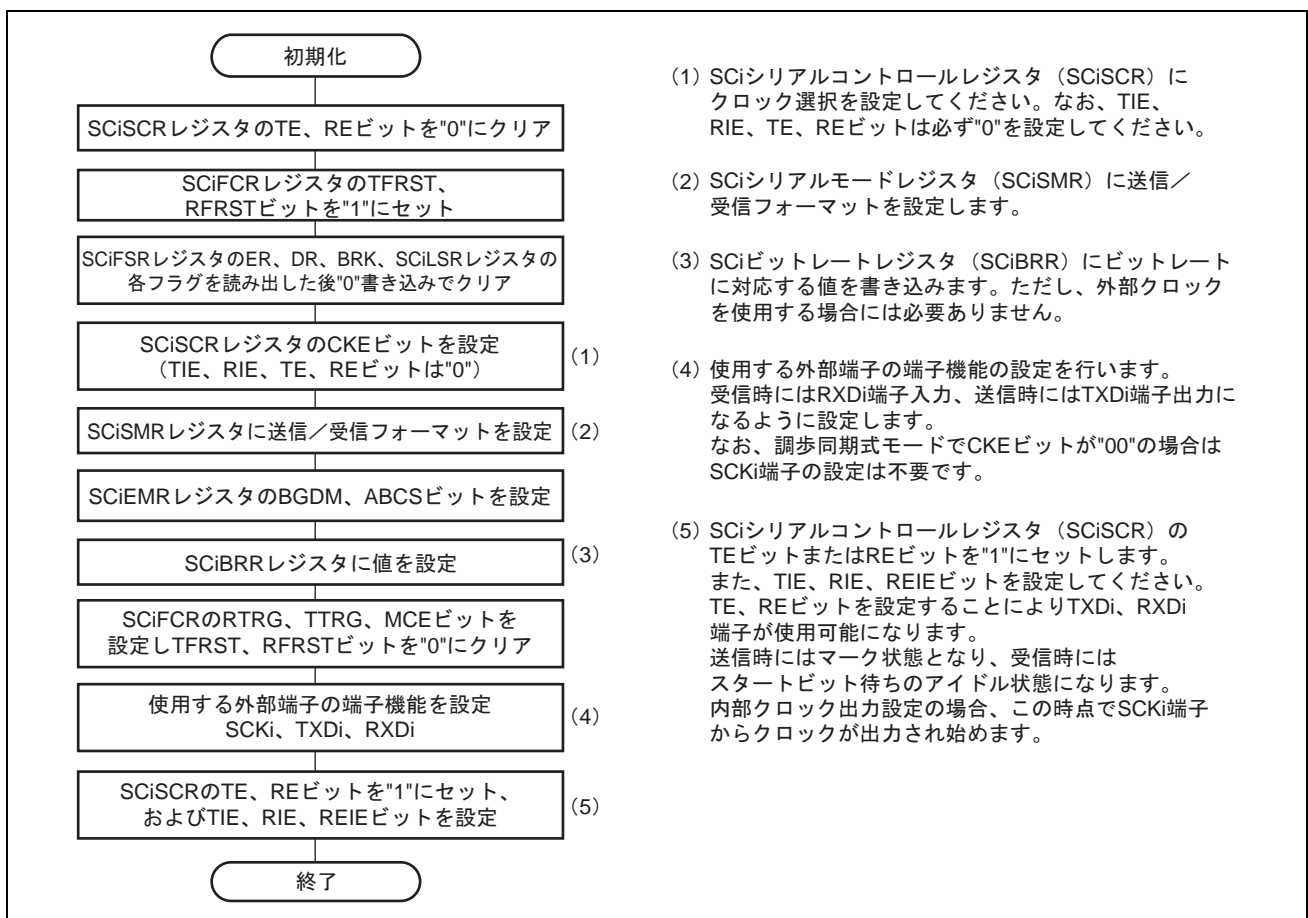 初期化
SCiSCRレジスタのTE、REビットを"0"にクリア
SCiFCRレジスタのTFRST、
RFRSTビットを"1"にセット
SCiFSRレジスタのER、DR、BRK、SCiLSRレジスタの
各フラグを読み出した後"0"書き込みでクリア
SCiSCRレジスタのCKEビットを設定
（TIE、RIE、TE、REビットは"0"）
（1）
SCiSMRレジスタに送信／受信フォーマットを設定
（2）
SCiEMRレジスタのBGDM、ABCSビットを設定
SCiBRRレジスタに値を設定
（3）
SCiFCRのRTRG、TTRG、MCEビットを
設定しTFRST、RFRSTビットを"0"にクリア
使用する外部端子の端子機能を設定
SCKi、TXDi、RXDi
（4）
SCiSCRのTE、REビットを"1"にセット、
およびTIE、RIE、REIEビットを設定
（5）
終了
（1）SCiシリアルコントロールレジスタ（SCiSCR）に
クロック選択を設定してください。なお、TIE、
RIE、TE、REビットは必ず"0"を設定してください。
（2）SCiシリアルモードレジスタ（SCiSMR）に送信／
受信フォーマットを設定します。
（3）SCiビットレートレジスタ（SCiBRR）にビットレート
に対応する値を書き込みます。ただし、外部クロック
を使用する場合には必要ありません。
（4）使用する外部端子の端子機能の設定を行います。
受信時にはRXDi端子入力、送信時にはTXDi端子出力に
なるように設定します。
なお、調歩同期式モードでCKEビットが"00"の場合は
SCKi端子の設定は不要です。
（5）SCiシリアルコントロールレジスタ（SCiSCR）の
TEビットまたはREビットを"1"にセットします。
また、TIE、RIE、REIEビットを設定してください。
TE、REビットを設定することによりTXDi、RXDi
端子が使用可能になります。
送信時にはマーク状態となり、受信時には
スタートビット待ちのアイドル状態になります。
内部クロック出力設定の場合、この時点でSCKi端子
からクロックが出力され始めます。